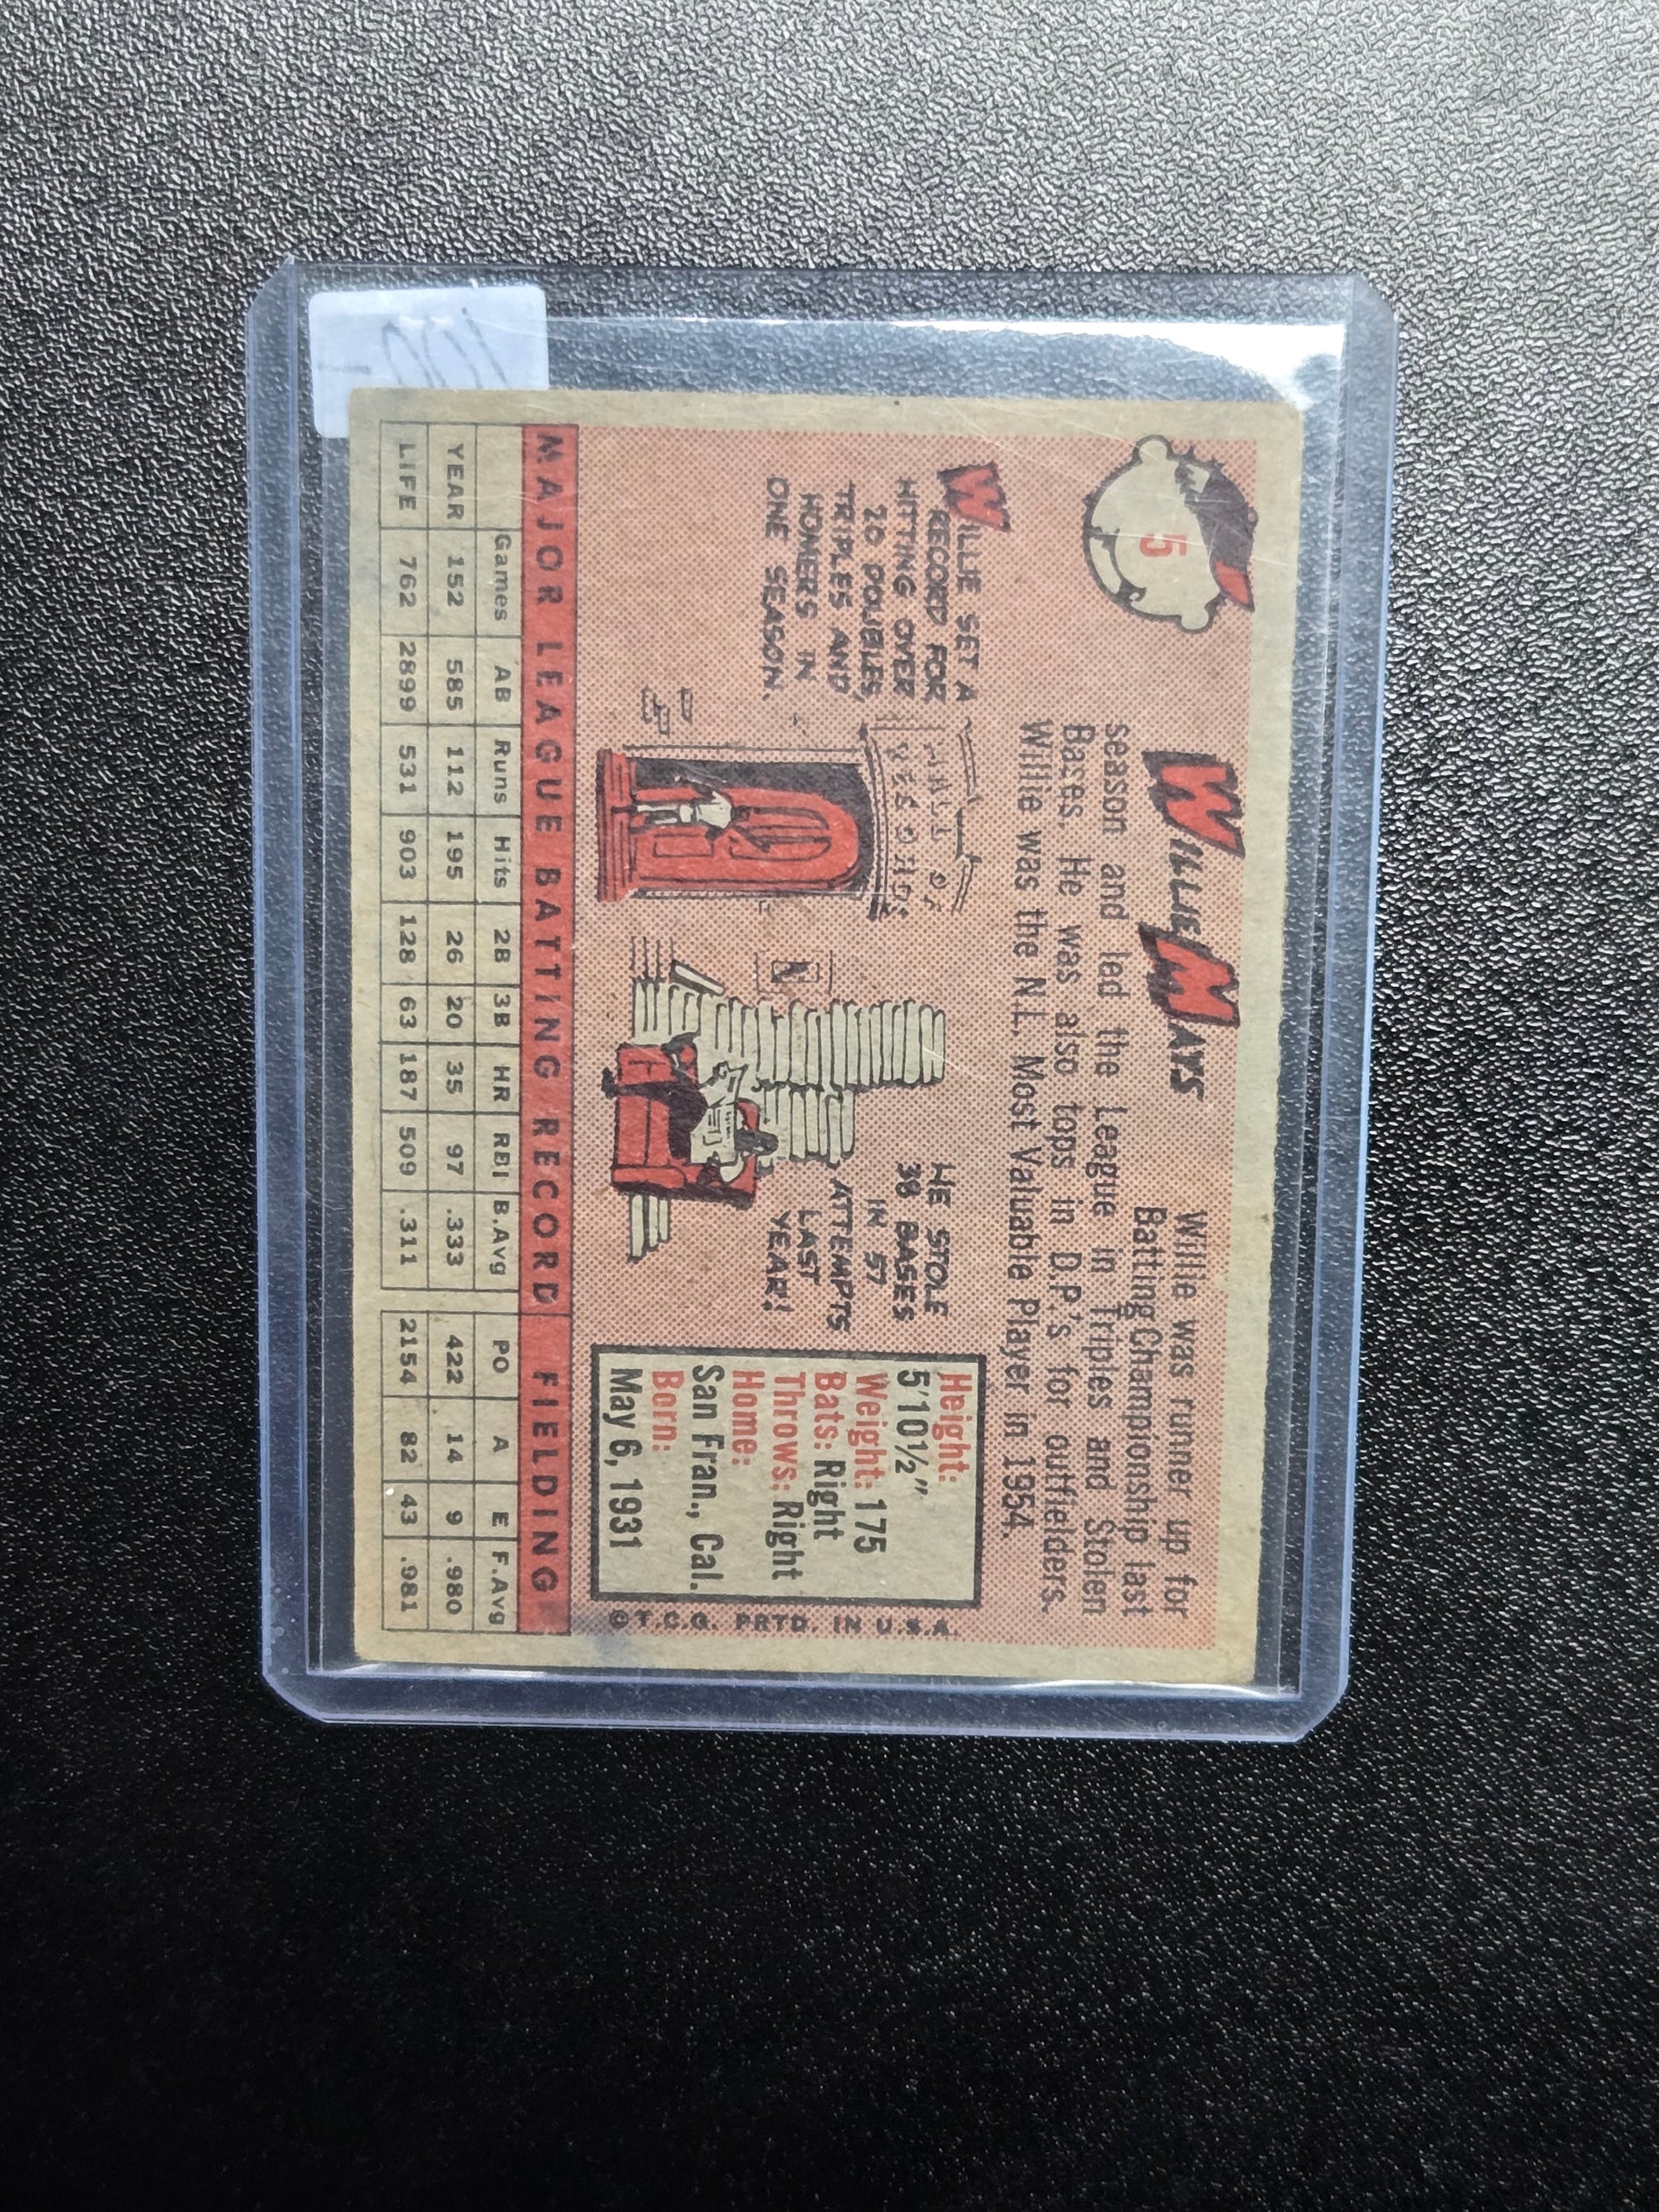 5
WILLIE MAYS
Willie was runner up for
Batting Championship last
season and led the League in Triples and Stolen
Bases. He was also tops in D.P.'s for outfielders.
Willie was the N.L. Most Valuable Player in 1954.
WILLIE SET A
RECORD FOR
HITTING OVER
20 DOUBLES,
TRIPLES AND
HOMERS IN
ONE SEASON.
HALL OF
RECORDS
HE STOLE
38 BASES
IN 57
ATTEMPTS
LAST
YEAR!
Height:
5'10½"
Weight: 175
Bats: Right
Throws: Right
Home:
San Fran., Cal.
Born:
May 6, 1931
© T.C.G. PRTD. IN U.S.A.
MAJOR LEAGUE BATTING RECORD FIELDING
Games AB Runs Hits 2B 3B HR RBI B.Avg PO A E F.Avg
YEAR 152 585 112 195 26 20 35 97 .333 422 14 9 .980
LIFE 762 2899 531 903 128 63 187 509 .311 2154 82 43 .981